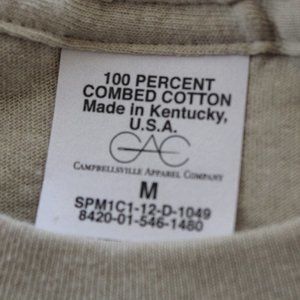 100 PERCENT
COMBED COTTON
Made in Kentucky,
U.S.A.
CAC
CAMPBELLSVILLE APPAREL COMPANY
M
SPM1C1-12-D-1049
8420-01-546-1480